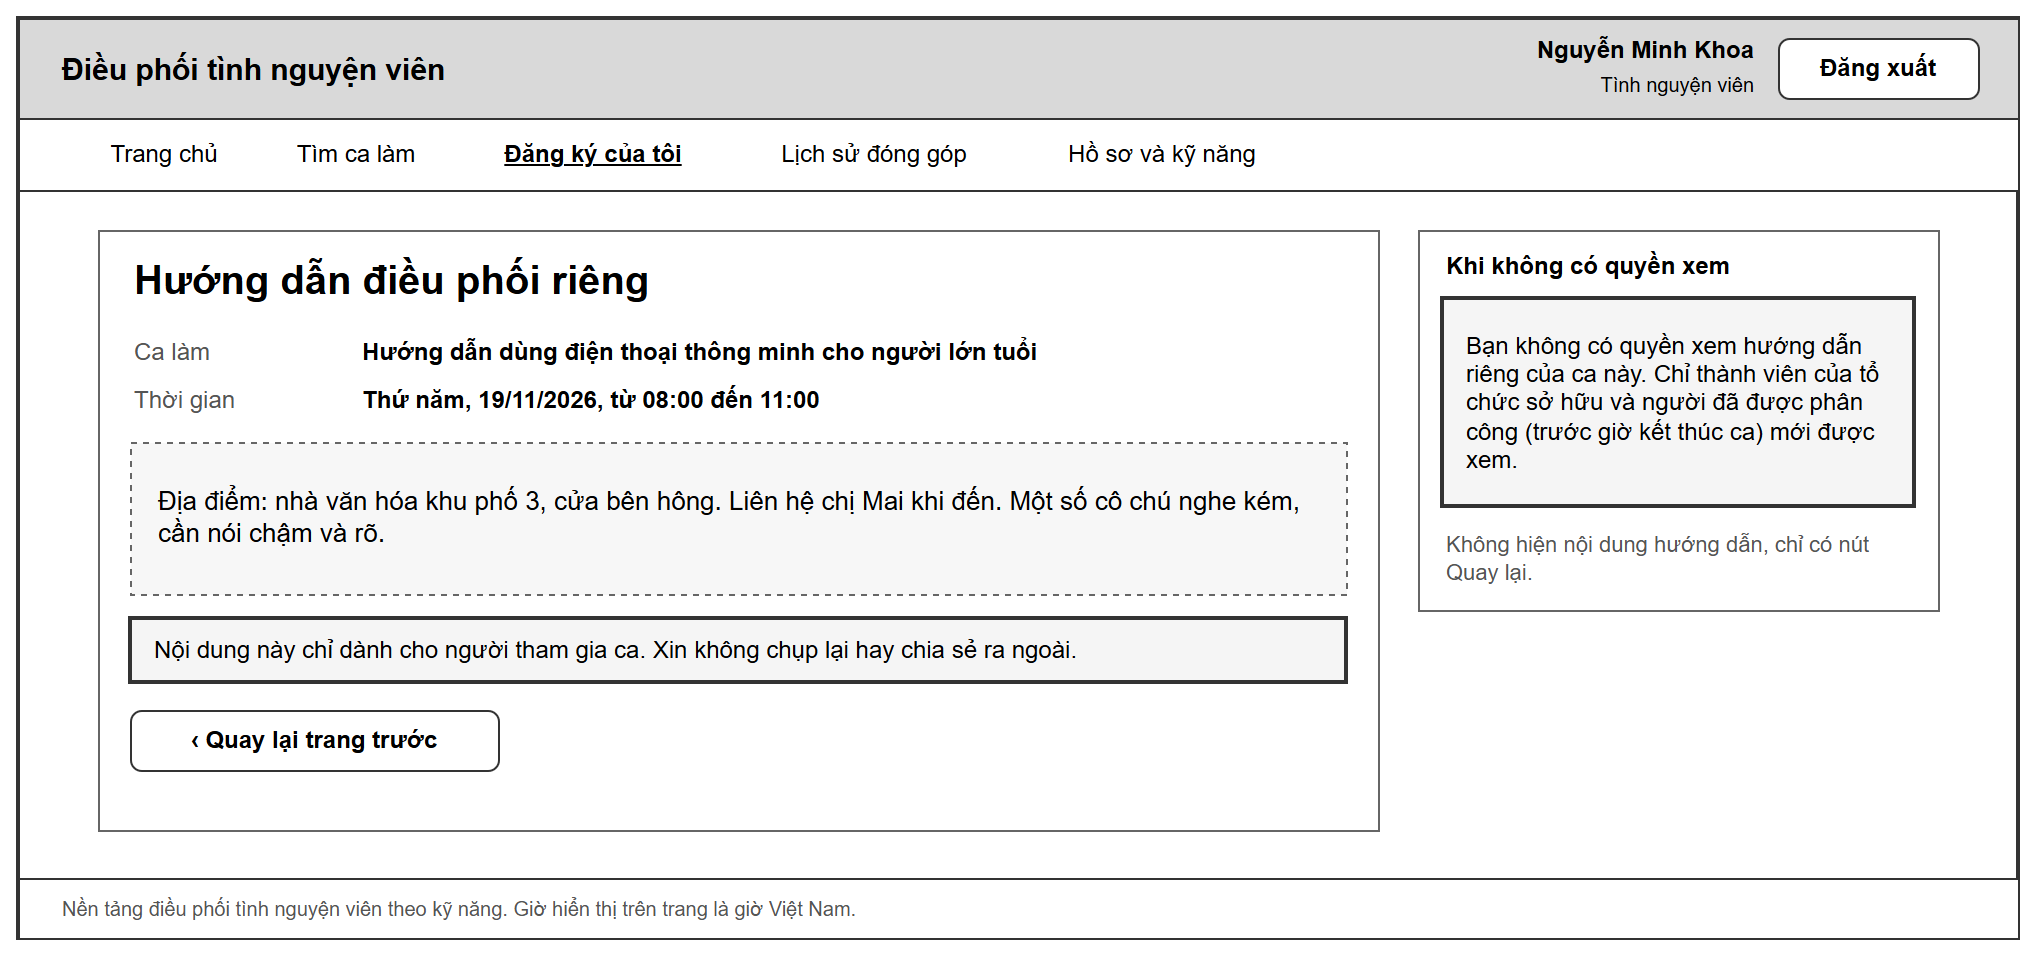 Điều phối tình nguyện viên
Nguyễn Minh Khoa
Tình nguyện viên
Đăng xuất
Trang chủ
Tìm ca làm
Đăng ký của tôi
Lịch sử đóng góp
Hồ sơ và kỹ năng
Hướng dẫn điều phối riêng
Ca làm
Hướng dẫn dùng điện thoại thông minh cho người lớn tuổi
Thời gian
Thứ năm, 19/11/2026, từ 08:00 đến 11:00
Địa điểm: nhà văn hóa khu phố 3, cửa bên hông. Liên hệ chị Mai khi đến. Một số cô chú nghe kém,
cần nói chậm và rõ.
Nội dung này chỉ dành cho người tham gia ca. Xin không chụp lại hay chia sẻ ra ngoài.
‹ Quay lại trang trước
Khi không có quyền xem
Bạn không có quyền xem hướng dẫn
riêng của ca này. Chỉ thành viên của tổ
chức sở hữu và người đã được phân
công (trước giờ kết thúc ca) mới được
xem.
Không hiện nội dung hướng dẫn, chỉ có nút
Quay lại.
Nền tảng điều phối tình nguyện viên theo kỹ năng. Giờ hiển thị trên trang là giờ Việt Nam.